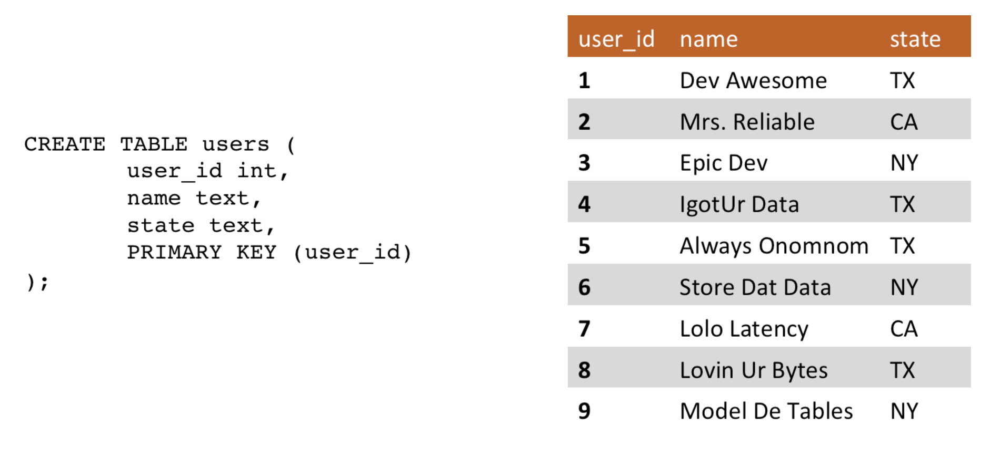 CREATE TABLE users (
user_id int,
name text,
state text,
PRIMARY KEY (user_id)
);
user_id name state
1 Dev Awesome TX
2 Mrs. Reliable CA
3 Epic Dev NY
4 IgotUr Data TX
5 Always Onomnom TX
6 Store Dat Data NY
7 Lolo Latency CA
8 Lovin Ur Bytes TX
9 Model De Tables NY